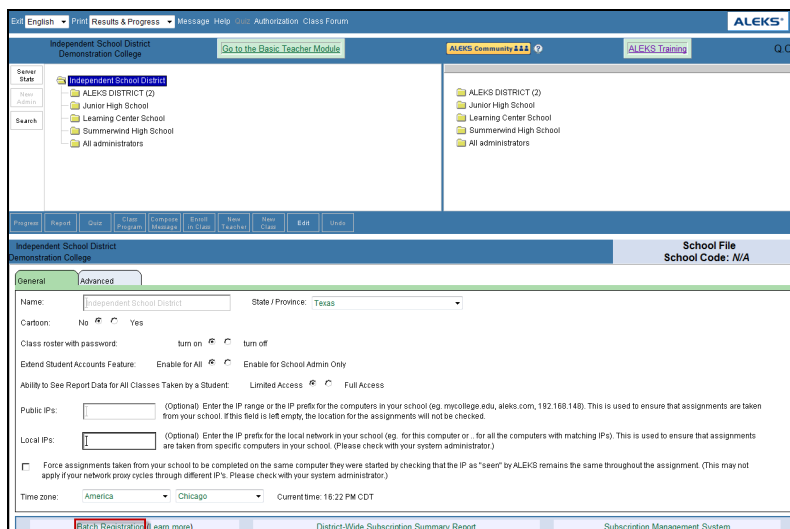 Exit English Print Results & Progress Message Help Quiz Authorization Class Forum ALEKS
Independent School District
Demonstration College
Go to the Basic Teacher Module
ALEKS Community
ALEKS Training
Server Stats
New Admin
Search
Independent School District
ALEKS DISTRICT (2)
Junior High School
Learning Center School
Summerwind High School
All administrators
ALEKS DISTRICT (2)
Junior High School
Learning Center School
Summerwind High School
All administrators
Progress Report Quiz Class Program Compose Message Enroll in Class New Teacher New Class Edit Undo
Independent School District
Demonstration College
School File
School Code: N/A
General Advanced
Name: Independent School District State / Province: Texas
Cartoon: No Yes
Class roster with password: turn on turn off
Extend Student Accounts Feature: Enable for All Enable for School Admin Only
Ability to See Report Data for All Classes Taken by a Student: Limited Access Full Access
Public IPs: (Optional) Enter the IP range or the IP prefix for the computers in your school (eg. mycollege.edu, aleks.com, 192.168.148). This is used to ensure that assignments are taken
from your school. If this field is left empty, the location for the assignments will not be checked.
Local IPs: (Optional) Enter the IP prefix for the local network in your school (eg. for this computer or .. for all the computers with matching IPs). This is used to ensure that assignments
are taken from specific computers in your school. (Please check with your system administrator.)
Force assignments taken from your school to be completed on the same computer they were started by checking that the IP as "seen" by ALEKS remains the same throughout the assignment. (This may not
apply if your network proxy cycles through different IP's. Please check with your system administrator.)
Time zone: America Chicago Current time: 16:22 PM CDT
Batch Registration (Learn more) District-Wide Subscription Summary Report Subscription Management System